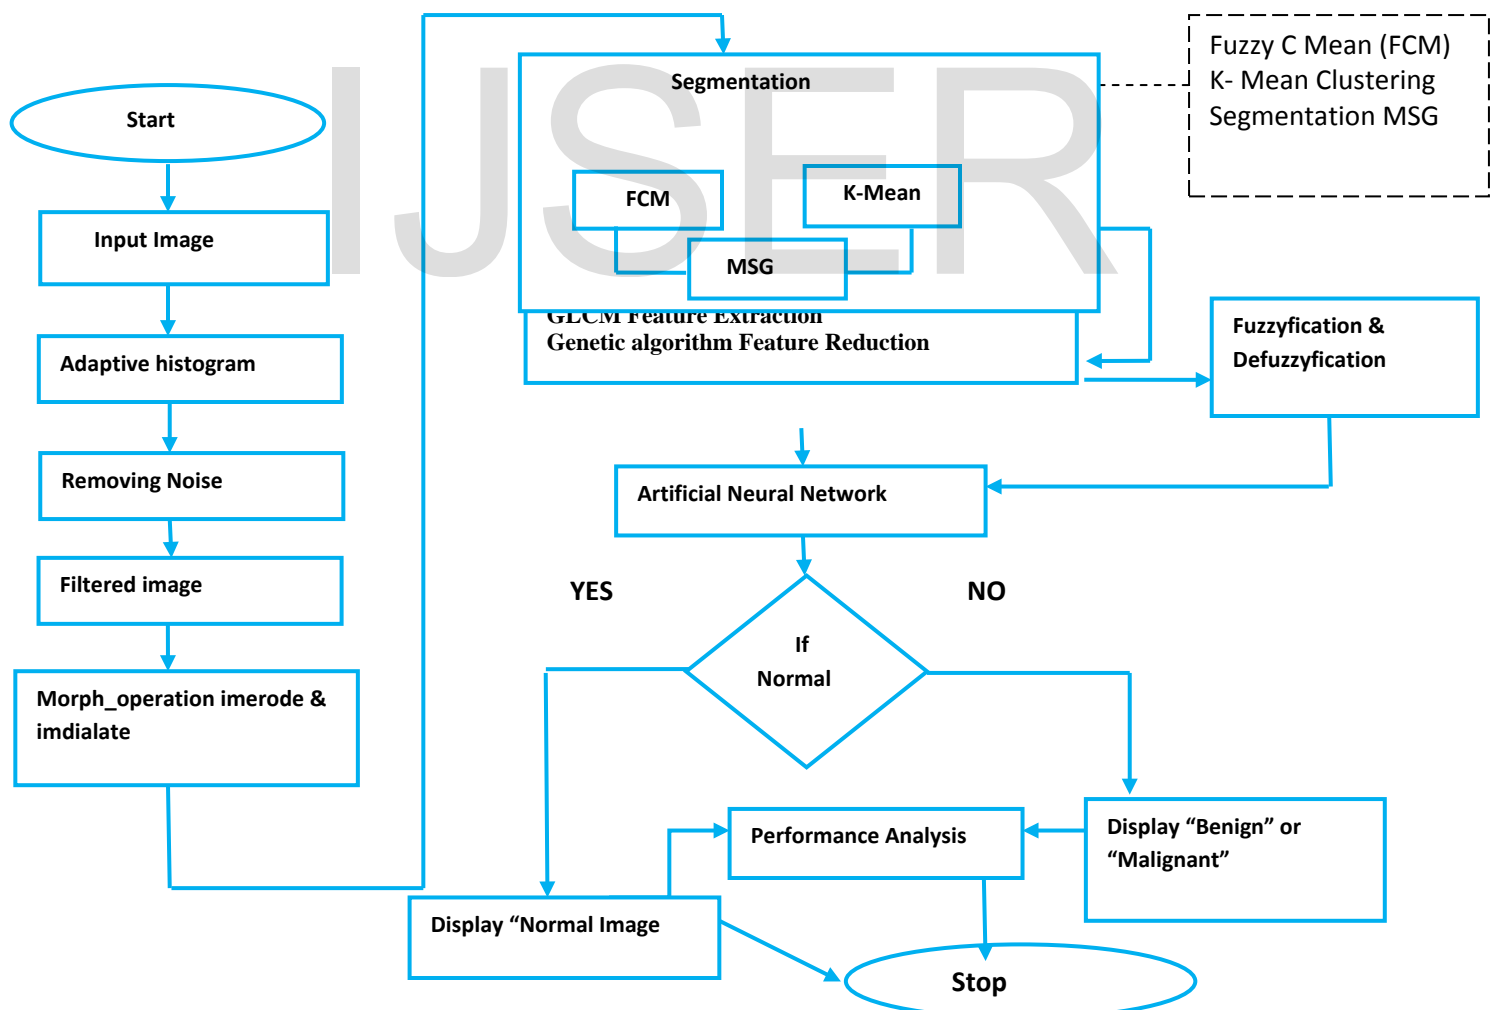 IJSER
Start
Input Image
Adaptive histogram
Removing Noise
Filtered image
Morph_operation imerode &
imdialate
Segmentation
FCM
K-Mean
MSG
Fuzzy C Mean (FCM)
K- Mean Clustering
Segmentation MSG
GLCM Feature Extraction
Genetic algorithm Feature Reduction
Fuzzyfication &
Defuzzyfication
Artificial Neural Network
YES
NO
If
Normal
Performance Analysis
Display “Benign” or
“Malignant”
Display “Normal Image
Stop